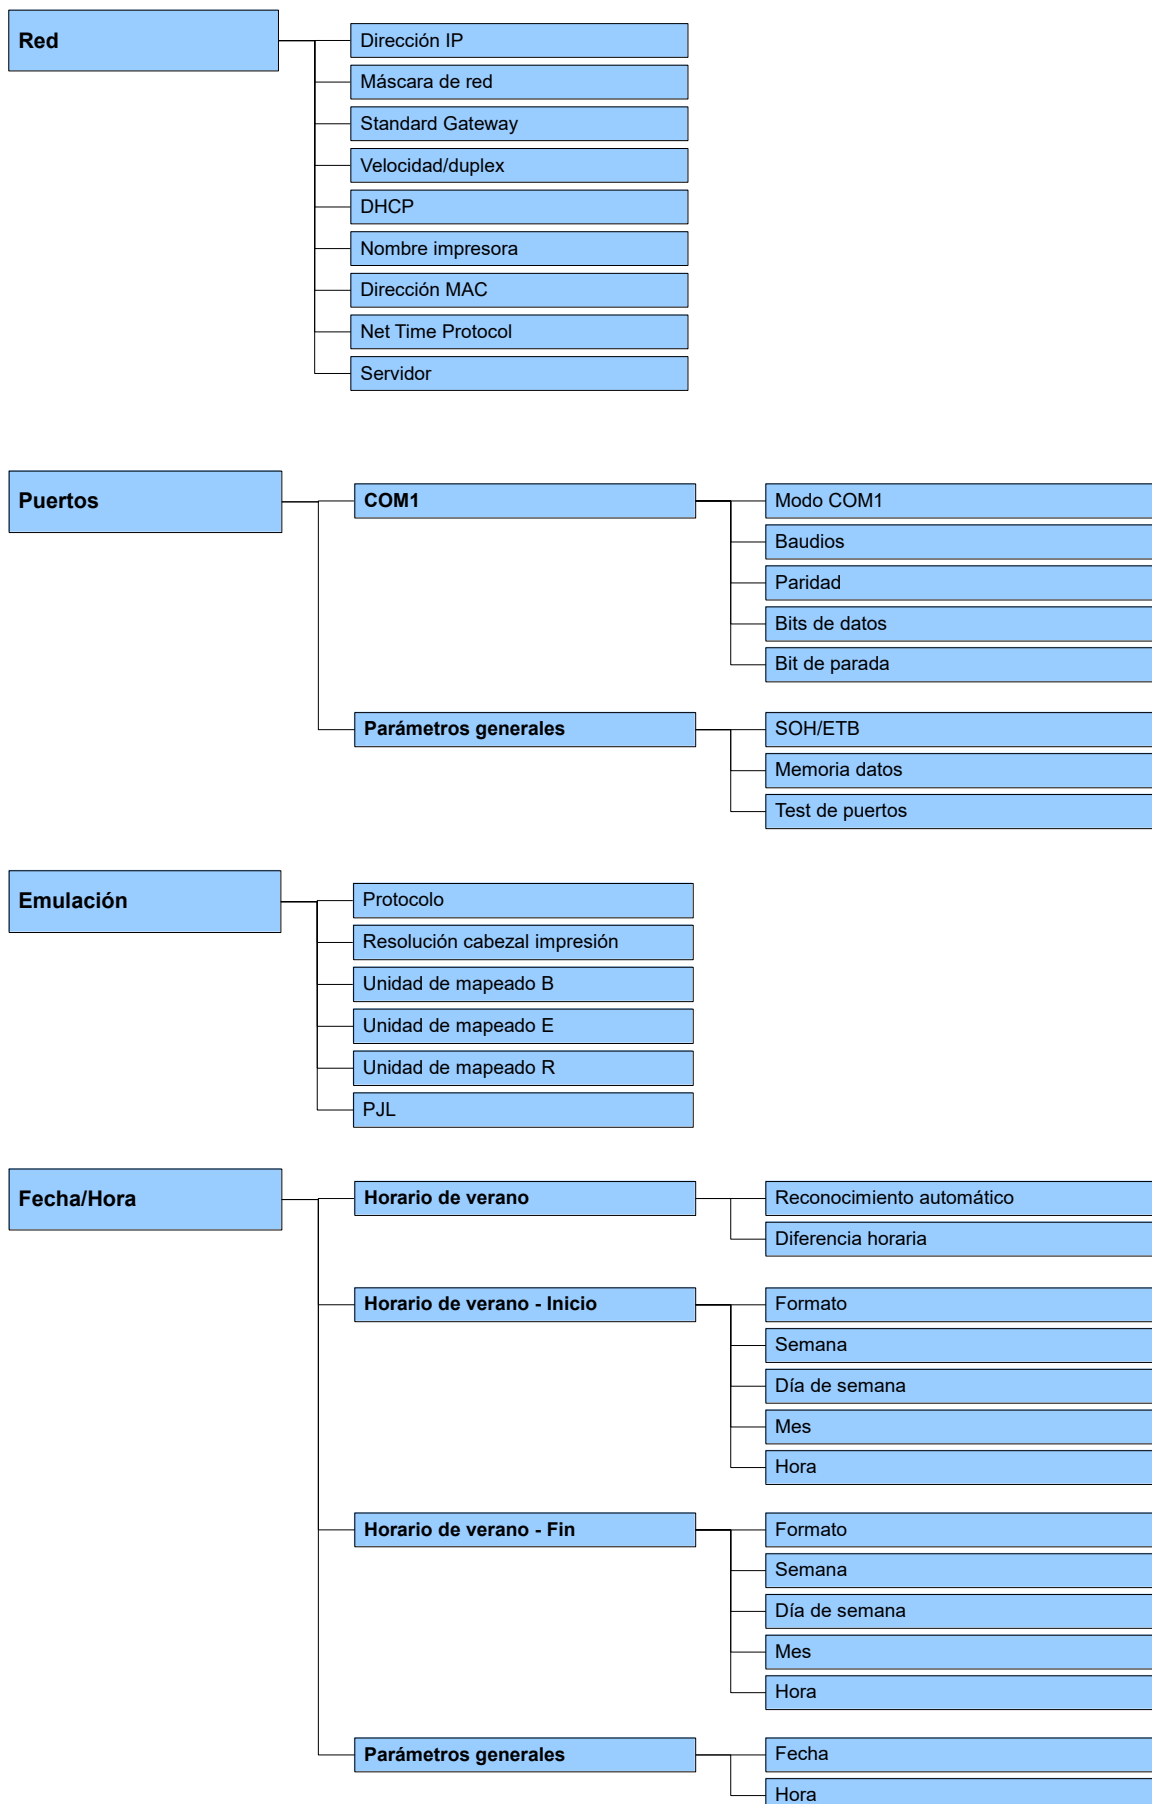 Red
Dirección IP
Máscara de red
Standard Gateway
Velocidad/duplex
DHCP
Nombre impresora
Dirección MAC
Net Time Protocol
Servidor
Puertos
COM1
Modo COM1
Baudios
Paridad
Bits de datos
Bit de parada
Parámetros generales
SOH/ETB
Memoria datos
Test de puertos
Emulación
Protocolo
Resolución cabezal impresión
Unidad de mapeado B
Unidad de mapeado E
Unidad de mapeado R
PJL
Fecha/Hora
Horario de verano
Reconocimiento automático
Diferencia horaria
Horario de verano - Inicio
Formato
Semana
Día de semana
Mes
Hora
Horario de verano - Fin
Formato
Semana
Día de semana
Mes
Hora
Parámetros generales
Fecha
Hora